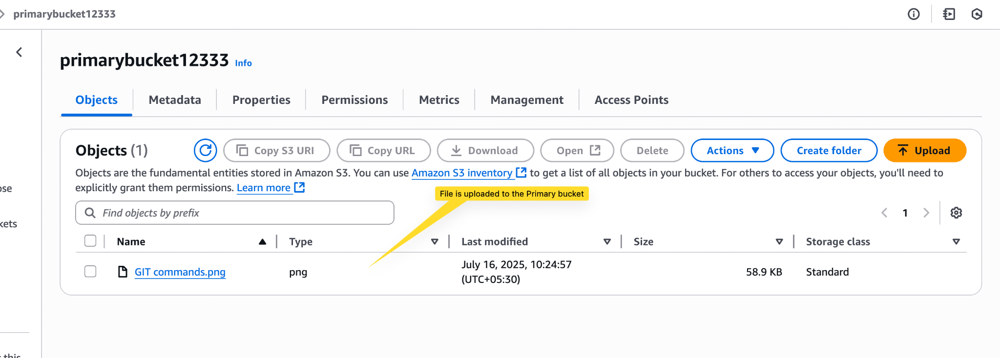 primarybucket12333
primarybucket12333 Info
Objects Metadata Properties Permissions Metrics Management Access Points
Objects (1) Copy S3 URI Copy URL Download Open Delete Actions Create folder Upload
Objects are the fundamental entities stored in Amazon S3. You can use Amazon S3 inventory to get a list of all objects in your bucket. For others to access your objects, you'll need to
explicitly grant them permissions. Learn more
ose
File is uploaded to the Primary bucket
Find objects by prefix 1
kets
Name Type Last modified Size Storage class
GIT commands.png png July 16, 2025, 10:24:57 58.9 KB Standard
(UTC+05:30)
this